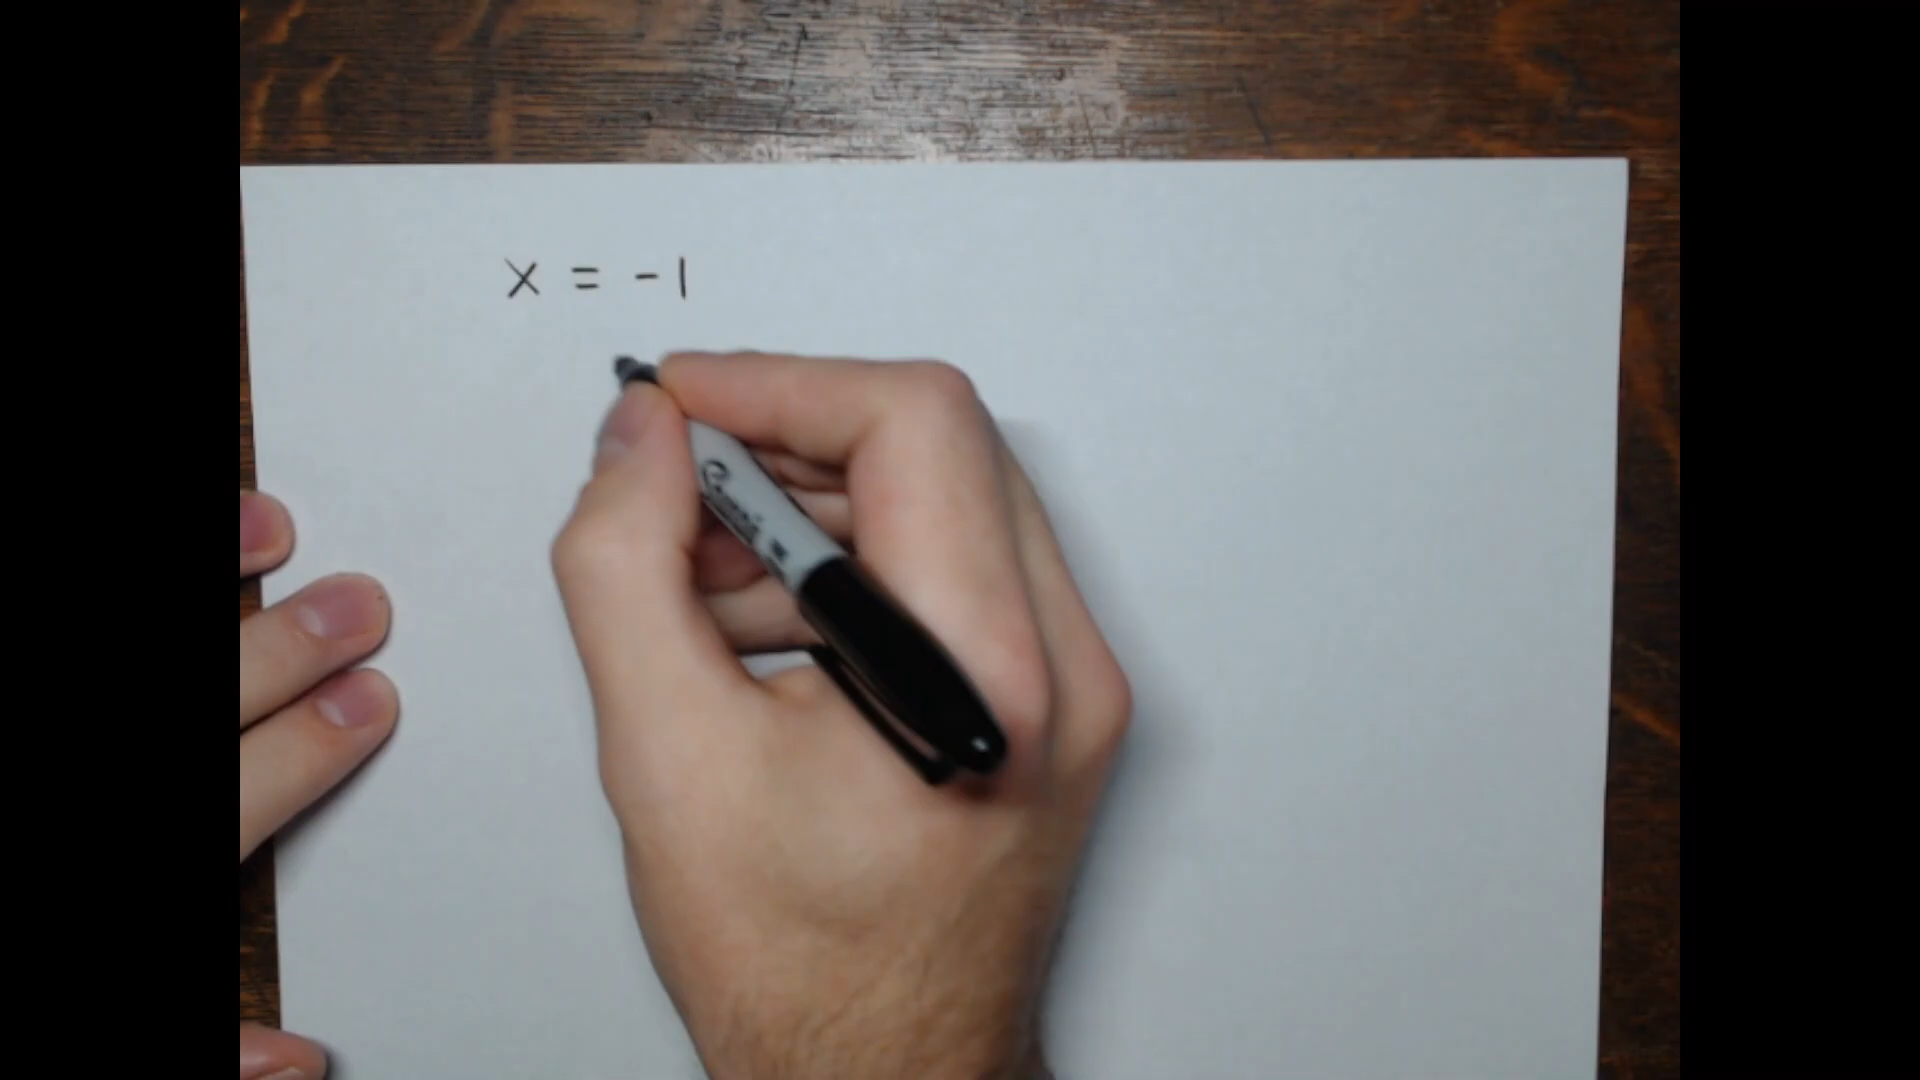 x = -1